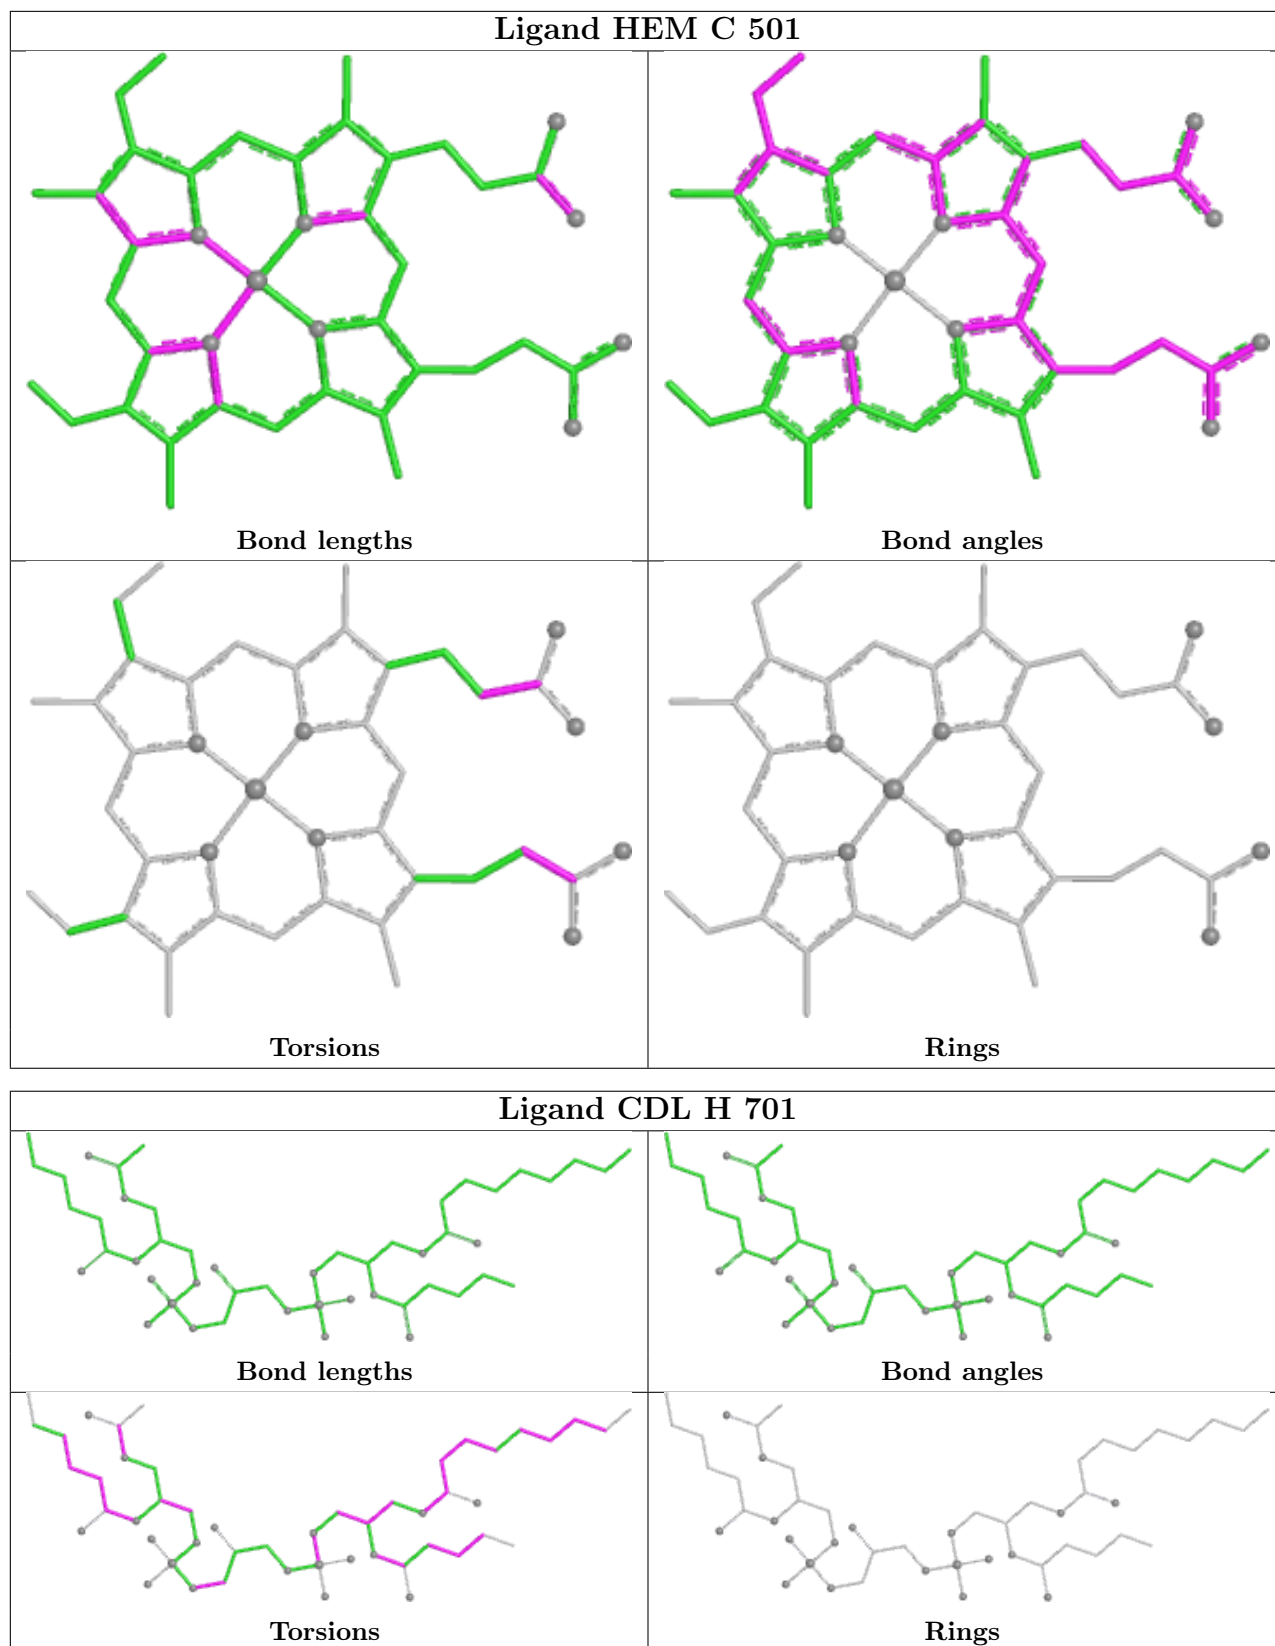 Ligand HEM C 501
Bond lengths
Bond angles
Torsions
Rings
Ligand CDL H 701
Bond lengths
Bond angles
Torsions
Rings